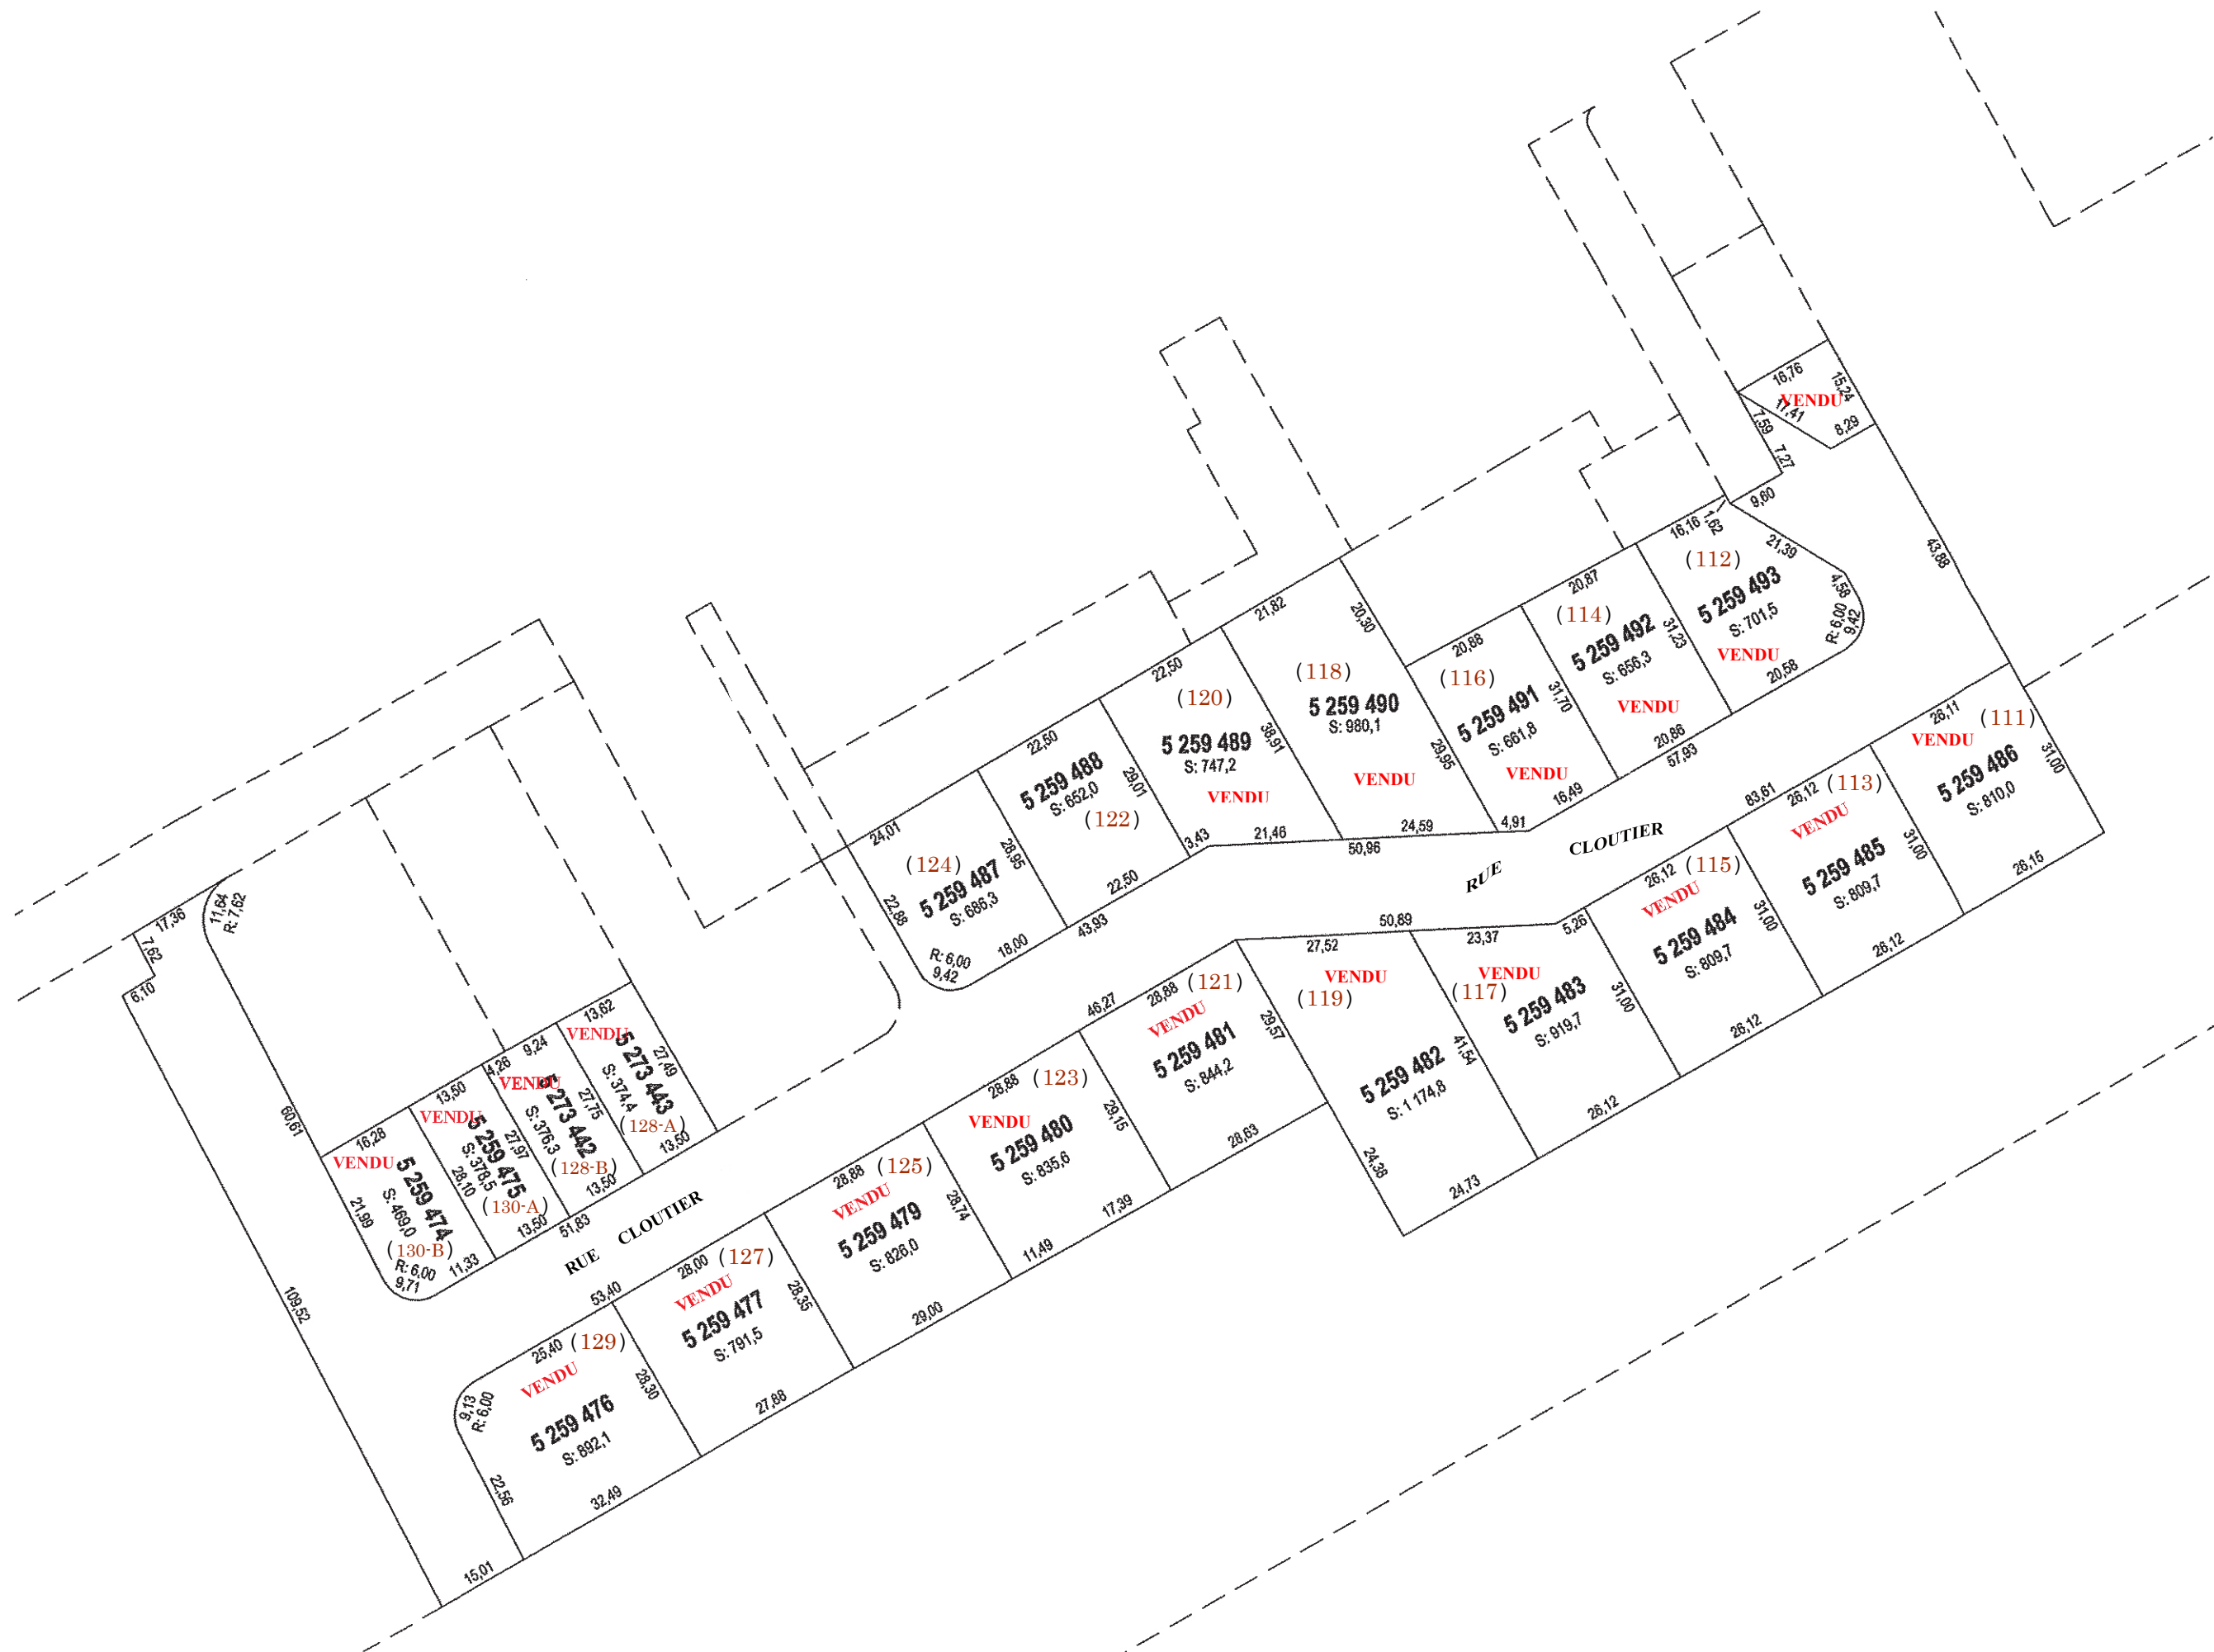 16,76
15,24
VENDU
17,41
7,59
8,29
7,27
9,60
1,62
16,16
21,39
43,88
(112)
5 259 493
S: 701,5
VENDU
4,58
R: 6,00
9,42
20,58
20,87
(114)
5 259 492
S: 656,3
31,23
VENDU
20,86
57,93
20,88
(116)
5 259 491
S: 661,8
31,70
VENDU
16,49
4,91
21,82
20,30
(118)
5 259 490
S: 980,1
VENDU
29,95
24,59
22,50
(120)
5 259 489
S: 747,2
38,91
VENDU
3,43
21,46
50,96
22,50
5 259 488
S: 652,0
(122)
29,01
22,50
24,01
(124)
5 259 487
S: 686,3
28,95
22,88
R: 6,00
9,42
18,00
43,93
RUE CLOUTIER
26,11
(111)
VENDU
5 259 486
S: 810,0
31,00
26,15
83,61
26,12
(113)
VENDU
5 259 485
S: 809,7
31,00
26,12
26,12
(115)
VENDU
5 259 484
S: 809,7
31,00
26,12
5,26
23,37
VENDU
(117)
5 259 483
S: 919,7
31,00
26,12
50,89
27,52
VENDU
(119)
5 259 482
S: 1 174,8
41,54
24,38
24,73
46,27
28,88
(121)
VENDU
5 259 481
S: 844,2
29,57
28,63
28,88
(123)
VENDU
5 259 480
S: 835,6
29,15
17,39
11,49
28,88
(125)
VENDU
5 259 479
S: 826,0
28,74
29,00
28,00
(127)
VENDU
5 259 477
S: 791,5
28,35
27,88
53,40
25,40
(129)
VENDU
5 259 476
S: 892,1
28,30
9,13
R: 6,00
22,56
32,49
15,01
RUE CLOUTIER
17,36
11,64
R: 7,62
7,62
6,10
60,61
109,52
13,62
VENDU
5 273 443
S: 374,4
27,49
(128-A)
13,50
4,26
9,24
VENDU
5 273 442
S: 376,3
27,75
(128-B)
13,50
13,50
VENDU
5 259 475
S: 378,5
27,97
28,10
(130-A)
13,50
51,83
16,28
VENDU
5 259 474
S: 469,0
21,99
(130-B)
R: 6,00
9,71
11,33